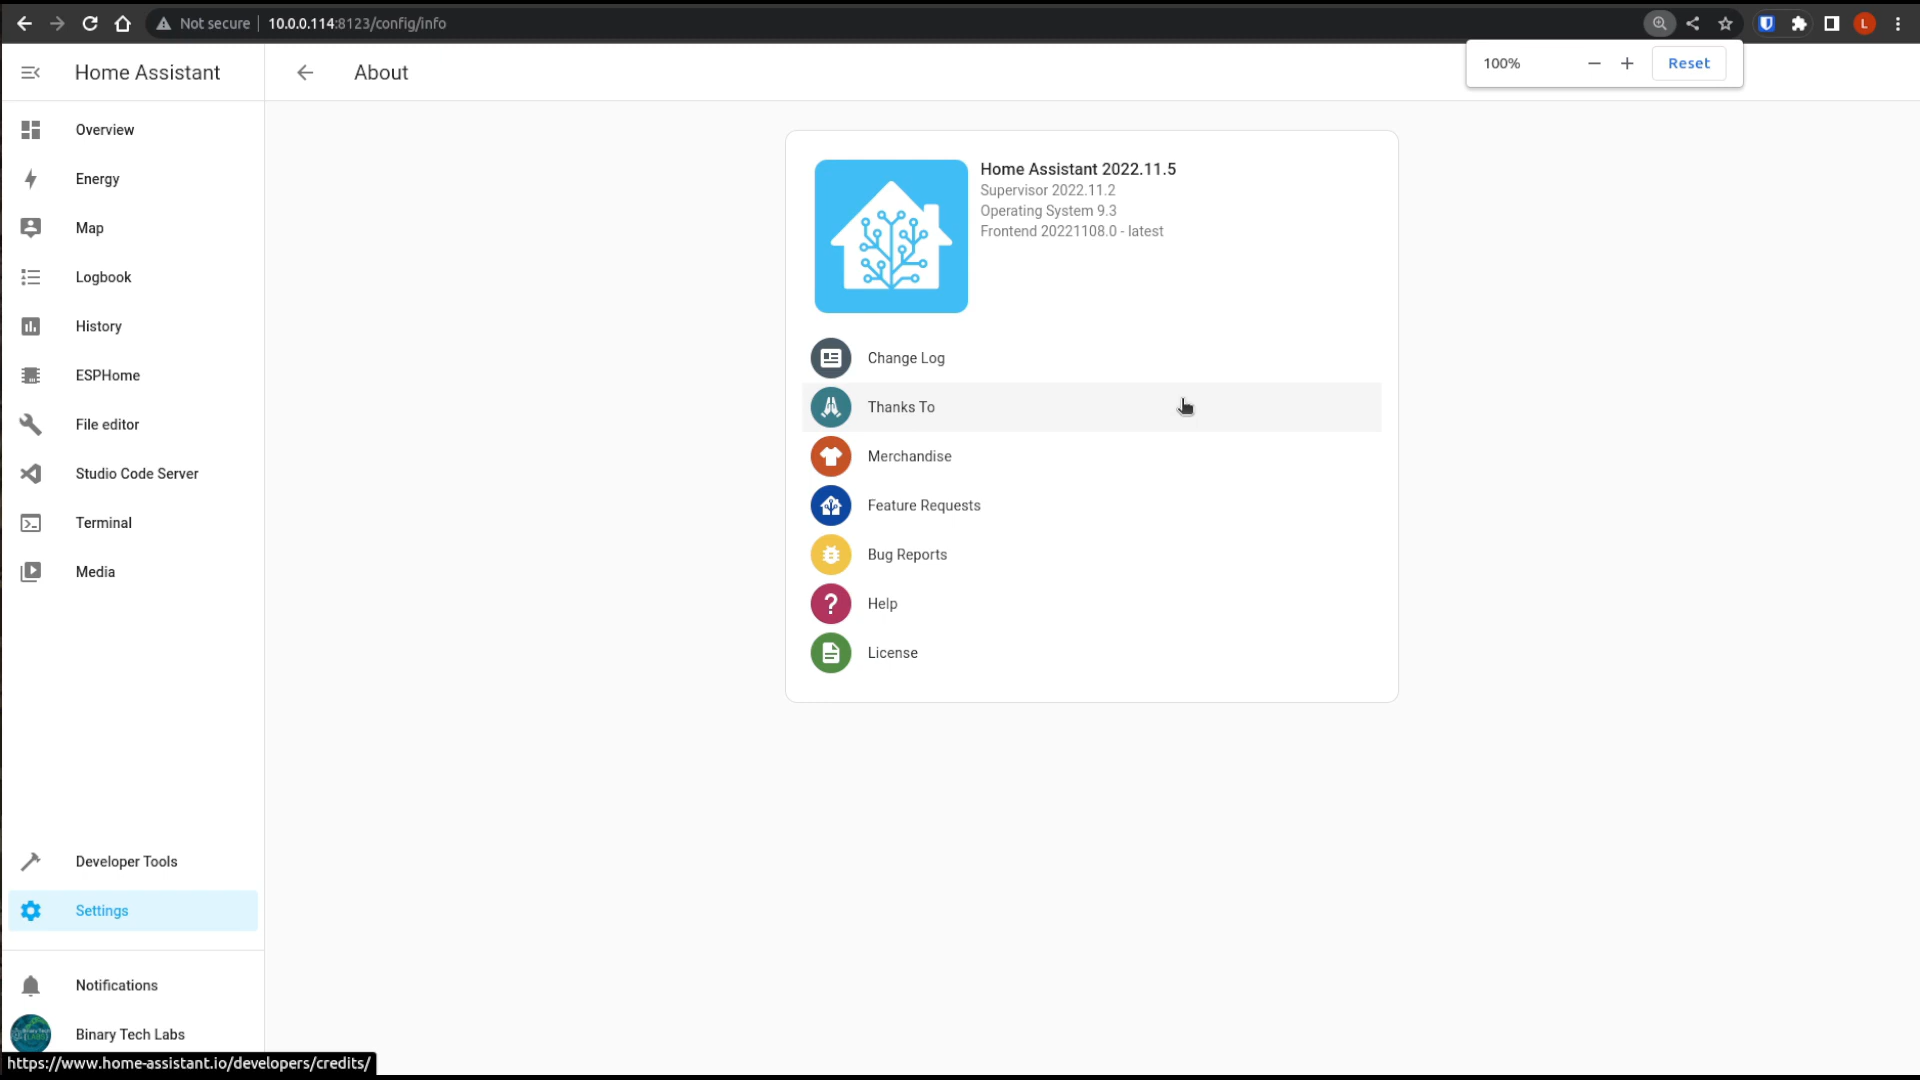 Not secure 10.0.0.114:8123/config/info
L
100% Reset
Home Assistant
About
Overview
Energy
Map
Logbook
History
ESPHome
File editor
Studio Code Server
Terminal
Media
Developer Tools
Settings
Notifications
Binary Tech Labs
Home Assistant 2022.11.5
Supervisor 2022.11.2
Operating System 9.3
Frontend 20221108.0 - latest
Change Log
Thanks To
Merchandise
Feature Requests
Bug Reports
Help
License
https://www.home-assistant.io/developers/credits/